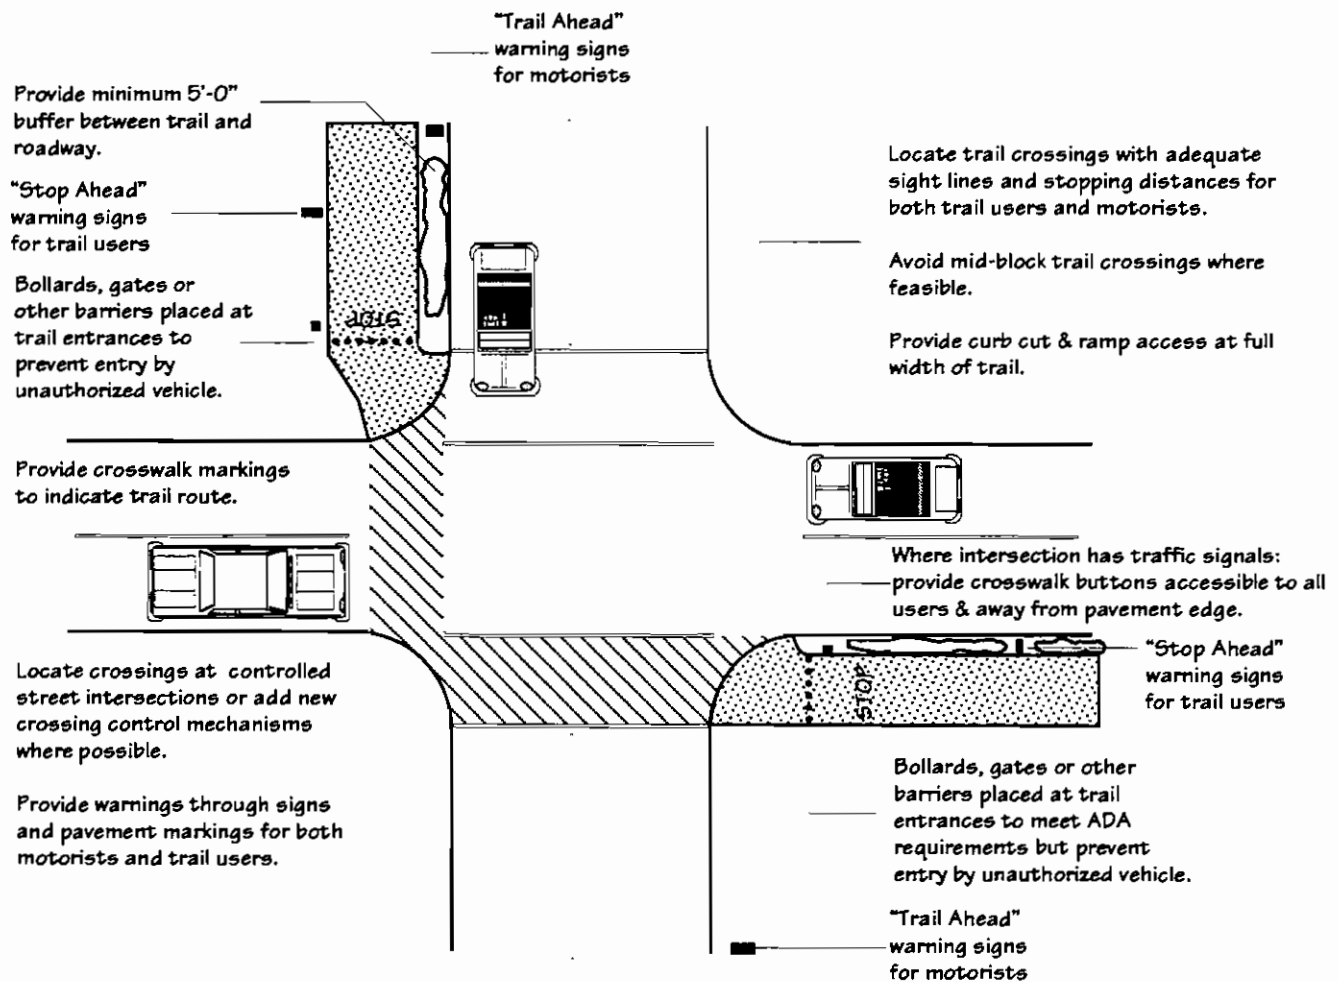 “Trail Ahead”
warning signs
for motorists
Provide minimum 5'-0”
buffer between trail and
roadway.
“Stop Ahead”
warning signs
for trail users
Bollards, gates or
other barriers placed at
trail entrances to
prevent entry by
unauthorized vehicle.
STOP
Locate trail crossings with adequate
sight lines and stopping distances for
both trail users and motorists.
Avoid mid-block trail crossings where
feasible.
Provide curb cut & ramp access at full
width of trail.
Provide crosswalk markings
to indicate trail route.
Where intersection has traffic signals:
provide crosswalk buttons accessible to all
users & away from pavement edge.
“Stop Ahead”
warning signs
for trail users
STOP
Locate crossings at controlled
street intersections or add new
crossing control mechanisms
where possible.
Provide warnings through signs
and pavement markings for both
motorists and trail users.
Bollards, gates or other
barriers placed at trail
entrances to meet ADA
requirements but prevent
entry by unauthorized vehicle.
“Trail Ahead”
warning signs
for motorists